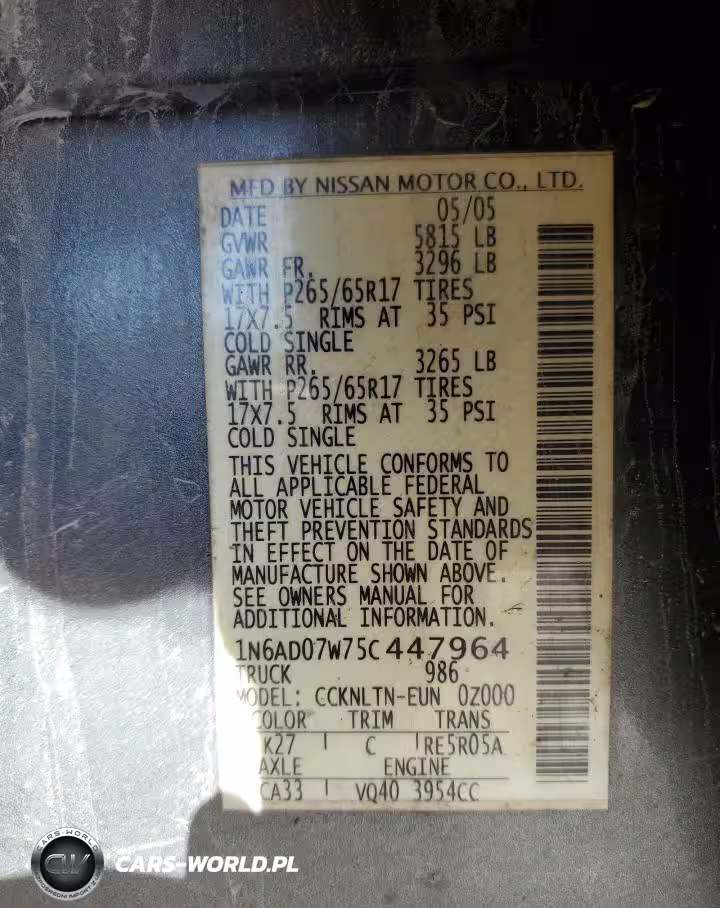 MFD BY NISSAN MOTOR CO., LTD.
DATE 05/05
GVWR 5815 LB
GAWR FR. 3296 LB
WITH P265/65R17 TIRES
17X7.5 RIMS AT 35 PSI
COLD SINGLE
GAWR RR. 3265 LB
WITH P265/65R17 TIRES
17X7.5 RIMS AT 35 PSI
COLD SINGLE
THIS VEHICLE CONFORMS TO
ALL APPLICABLE FEDERAL
MOTOR VEHICLE SAFETY AND
THEFT PREVENTION STANDARDS
IN EFFECT ON THE DATE OF
MANUFACTURE SHOWN ABOVE.
SEE OWNERS MANUAL FOR
ADDITIONAL INFORMATION.
1N6AD07W75C447964
TRUCK 986
MODEL: CCKNLTN-EUN 0Z000
COLOR TRIM TRANS
K27 C RE5R05A
AXLE ENGINE
CA33 VQ40 3954CC
CARS-WORLD
CW
CARS-WORLD.PL